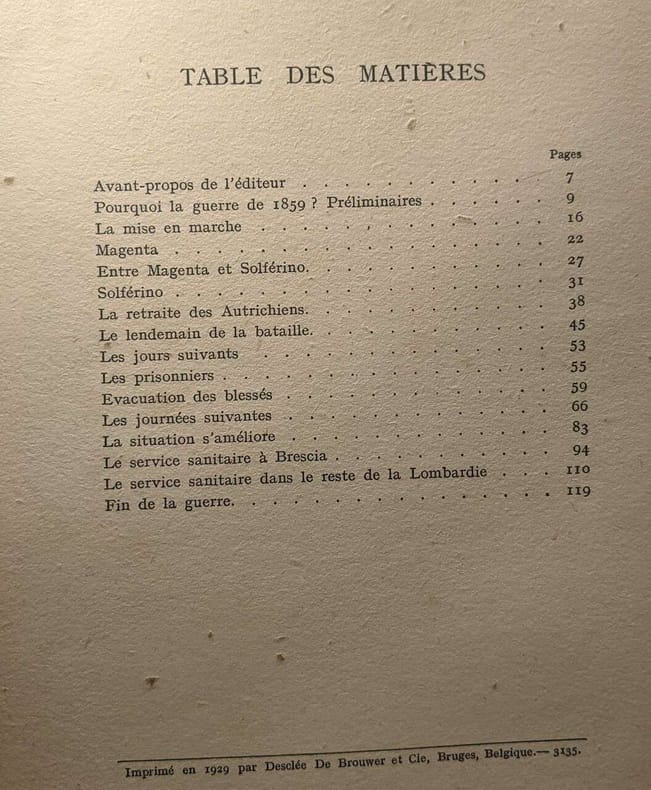 TABLE DES MATIÈRES
Pages
Avant-propos de l'éditeur . . . . . . . . . . . 7
Pourquoi la guerre de 1859 ? Préliminaires . . . . . . 9
La mise en marche . . . . . . . . . . . . . 16
Magenta . . . . . . . . . . . . . . . . 22
Entre Magenta et Solférino. . . . . . . . . . . 27
Solférino . . . . . . . . . . . . . . . . 31
La retraite des Autrichiens. . . . . . . . . . . 38
Le lendemain de la bataille. . . . . . . . . . . 45
Les jours suivants . . . . . . . . . . . . . 53
Les prisonniers . . . . . . . . . . . . . . 55
Evacuation des blessés . . . . . . . . . . . . 59
Les journées suivantes . . . . . . . . . . . . 66
La situation s'améliore . . . . . . . . . . . . 83
Le service sanitaire à Brescia . . . . . . . . . . 94
Le service sanitaire dans le reste de la Lombardie . . . 110
Fin de la guerre. . . . . . . . . . . . . . . 119
Imprimé en 1929 par Desclée De Brouwer et Cie, Bruges, Belgique.— 3135.